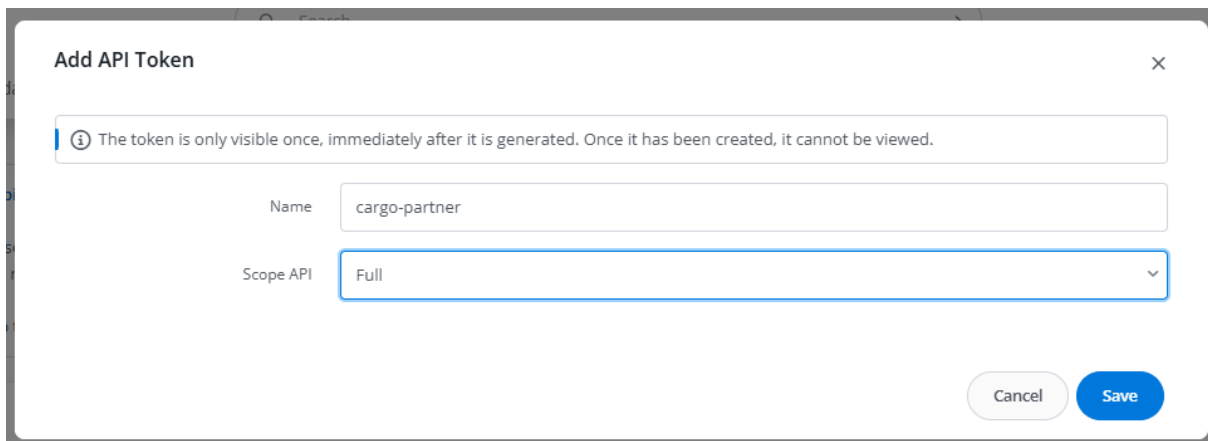 Search
Add API Token
The token is only visible once, immediately after it is generated. Once it has been created, it cannot be viewed.
Name
cargo-partner
Scope API
Full
Cancel
Save